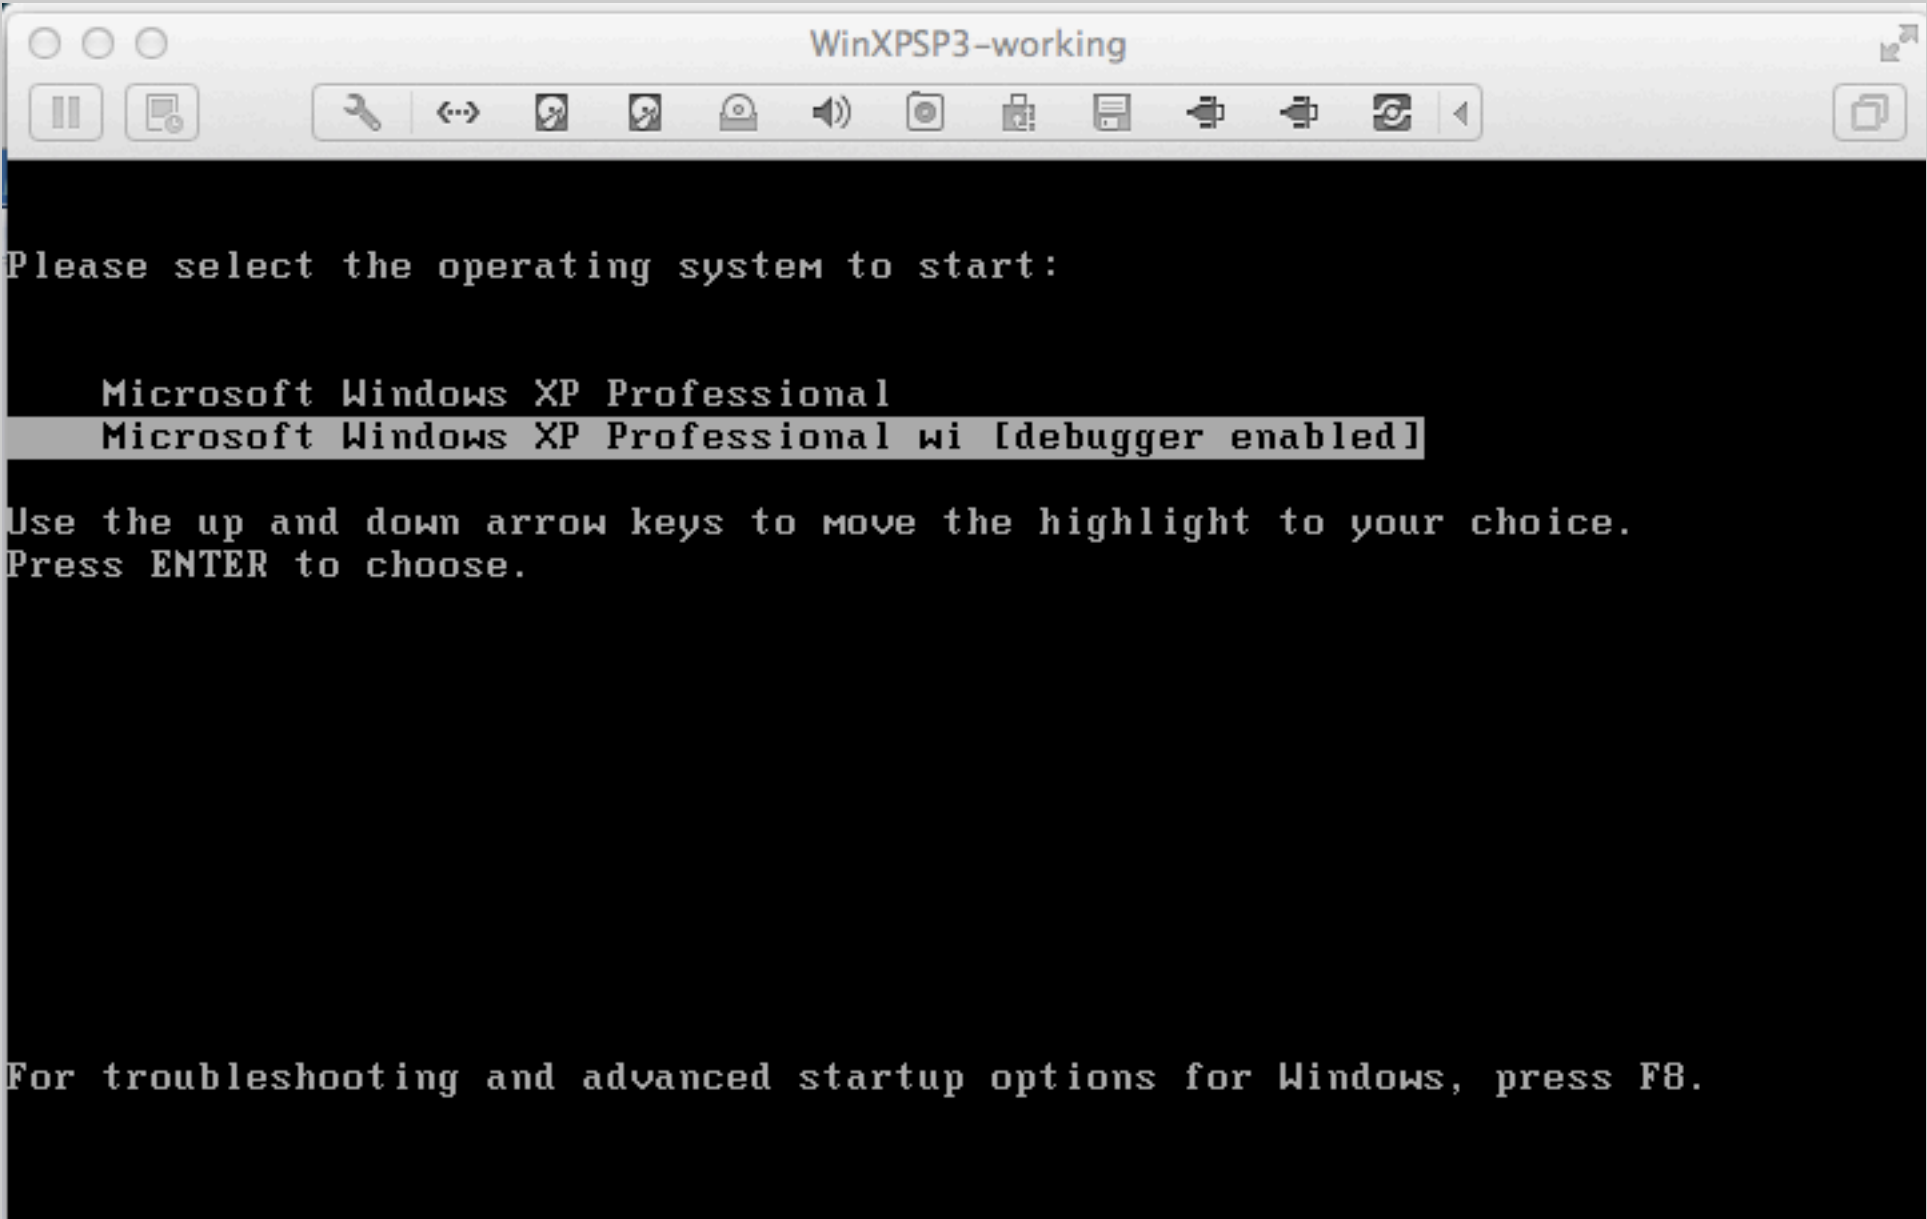 WinXPSP3-working
Please select the operating system to start:
Microsoft Windows XP Professional
Microsoft Windows XP Professional wi [debugger enabled]
Use the up and down arrow keys to move the highlight to your choice.
Press ENTER to choose.
For troubleshooting and advanced startup options for Windows, press F8.